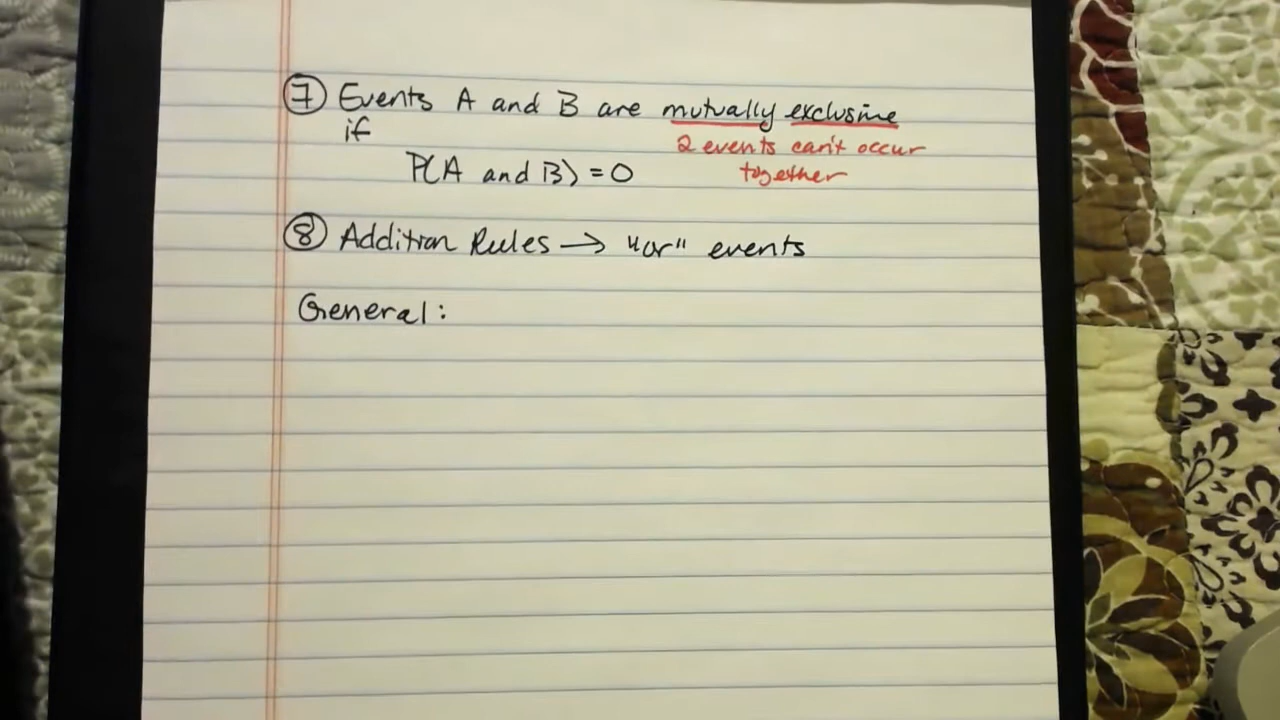 ⑦ Events A and B are mutually exclusive
if
2 events can't occur
together
P(A and B) = 0
⑧ Addition Rules → "or" events
General: